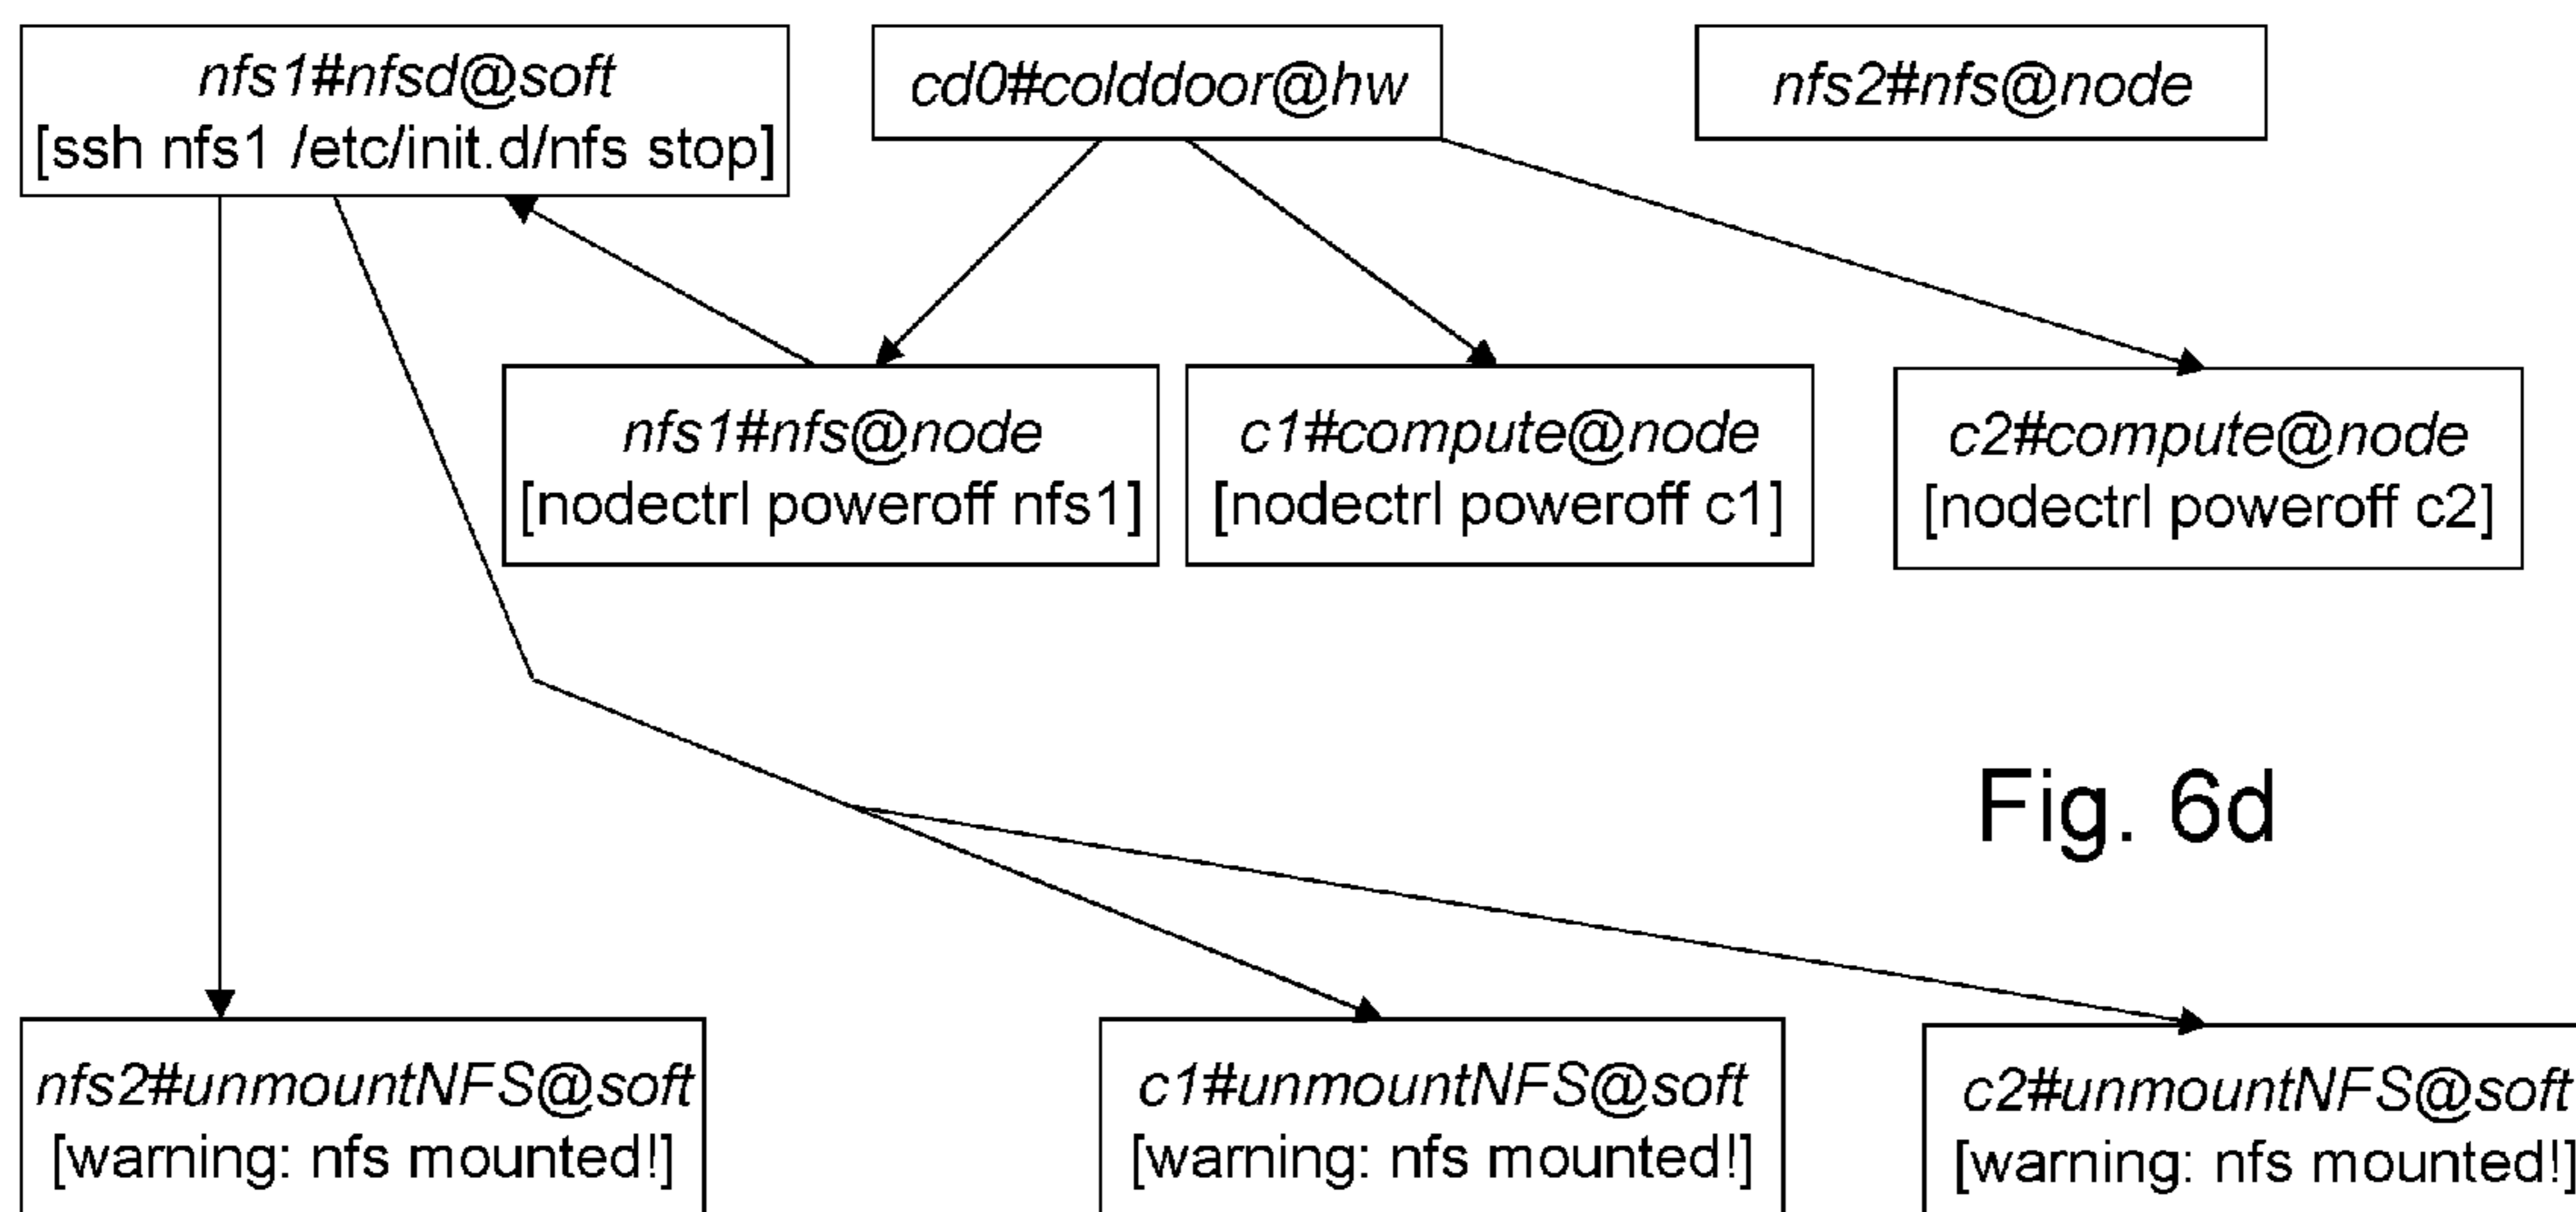 nfs1#nfsd@soft
[ssh nfs1 /etc/init.d/nfs stop]
cd0#colddoor@hw
nfs2#nfs@node
nfs1#nfs@node
[nodectrl poweroff nfs1]
c1#compute@node
[nodectrl poweroff c1]
c2#compute@node
[nodectrl poweroff c2]
Fig. 6d
nfs2#unmountNFS@soft
[warning: nfs mounted!]
c1#unmountNFS@soft
[warning: nfs mounted!]
c2#unmountNFS@soft
[warning: nfs mounted!]